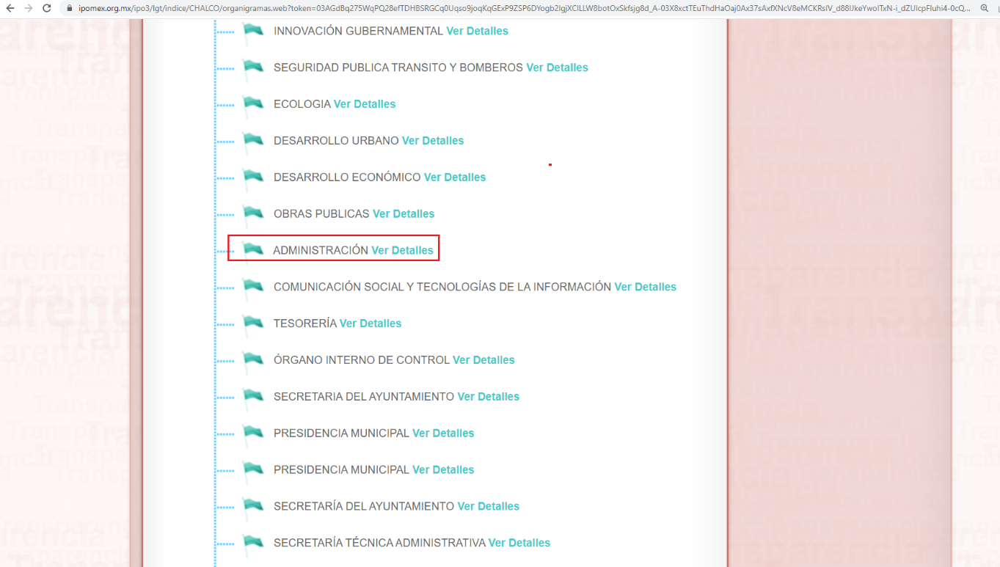 ipomex.org.mx/ipo3/lgt/indice/CHALCO/organigramas.web?token=
INNOVACIÓN GUBERNAMENTAL Ver Detalles
SEGURIDAD PUBLICA TRANSITO Y BOMBEROS Ver Detalles
ECOLOGIA Ver Detalles
DESARROLLO URBANO Ver Detalles
DESARROLLO ECONÓMICO Ver Detalles
OBRAS PUBLICAS Ver Detalles
ADMINISTRACIÓN Ver Detalles
COMUNICACIÓN SOCIAL Y TECNOLOGÍAS DE LA INFORMACIÓN Ver Detalles
TESORERÍA Ver Detalles
ÓRGANO INTERNO DE CONTROL Ver Detalles
SECRETARIA DEL AYUNTAMIENTO Ver Detalles
PRESIDENCIA MUNICIPAL Ver Detalles
PRESIDENCIA MUNICIPAL Ver Detalles
SECRETARÍA DEL AYUNTAMIENTO Ver Detalles
SECRETARÍA TÉCNICA ADMINISTRATIVA Ver Detalles